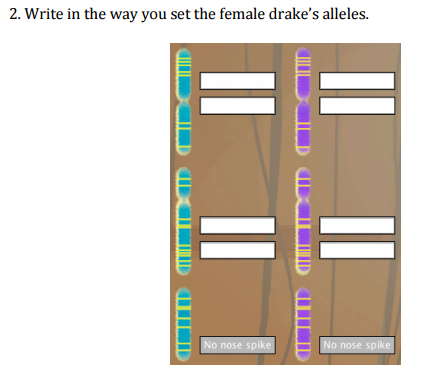 2. Write in the way you set the female drake’s alleles.
No nose spike
No nose spike